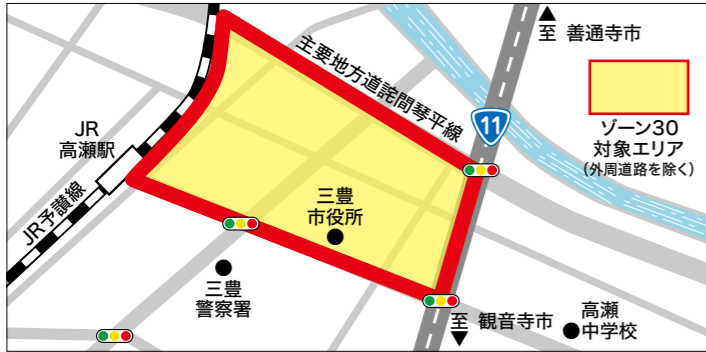 至 善通寺市
主要地方道詫間琴平線
11
ゾーン30
対象エリア
(外周道路を除く)
JR
高瀬駅
JR予讃線
三豊
市役所
三豊
警察署
至 観音寺市
高瀬
中学校